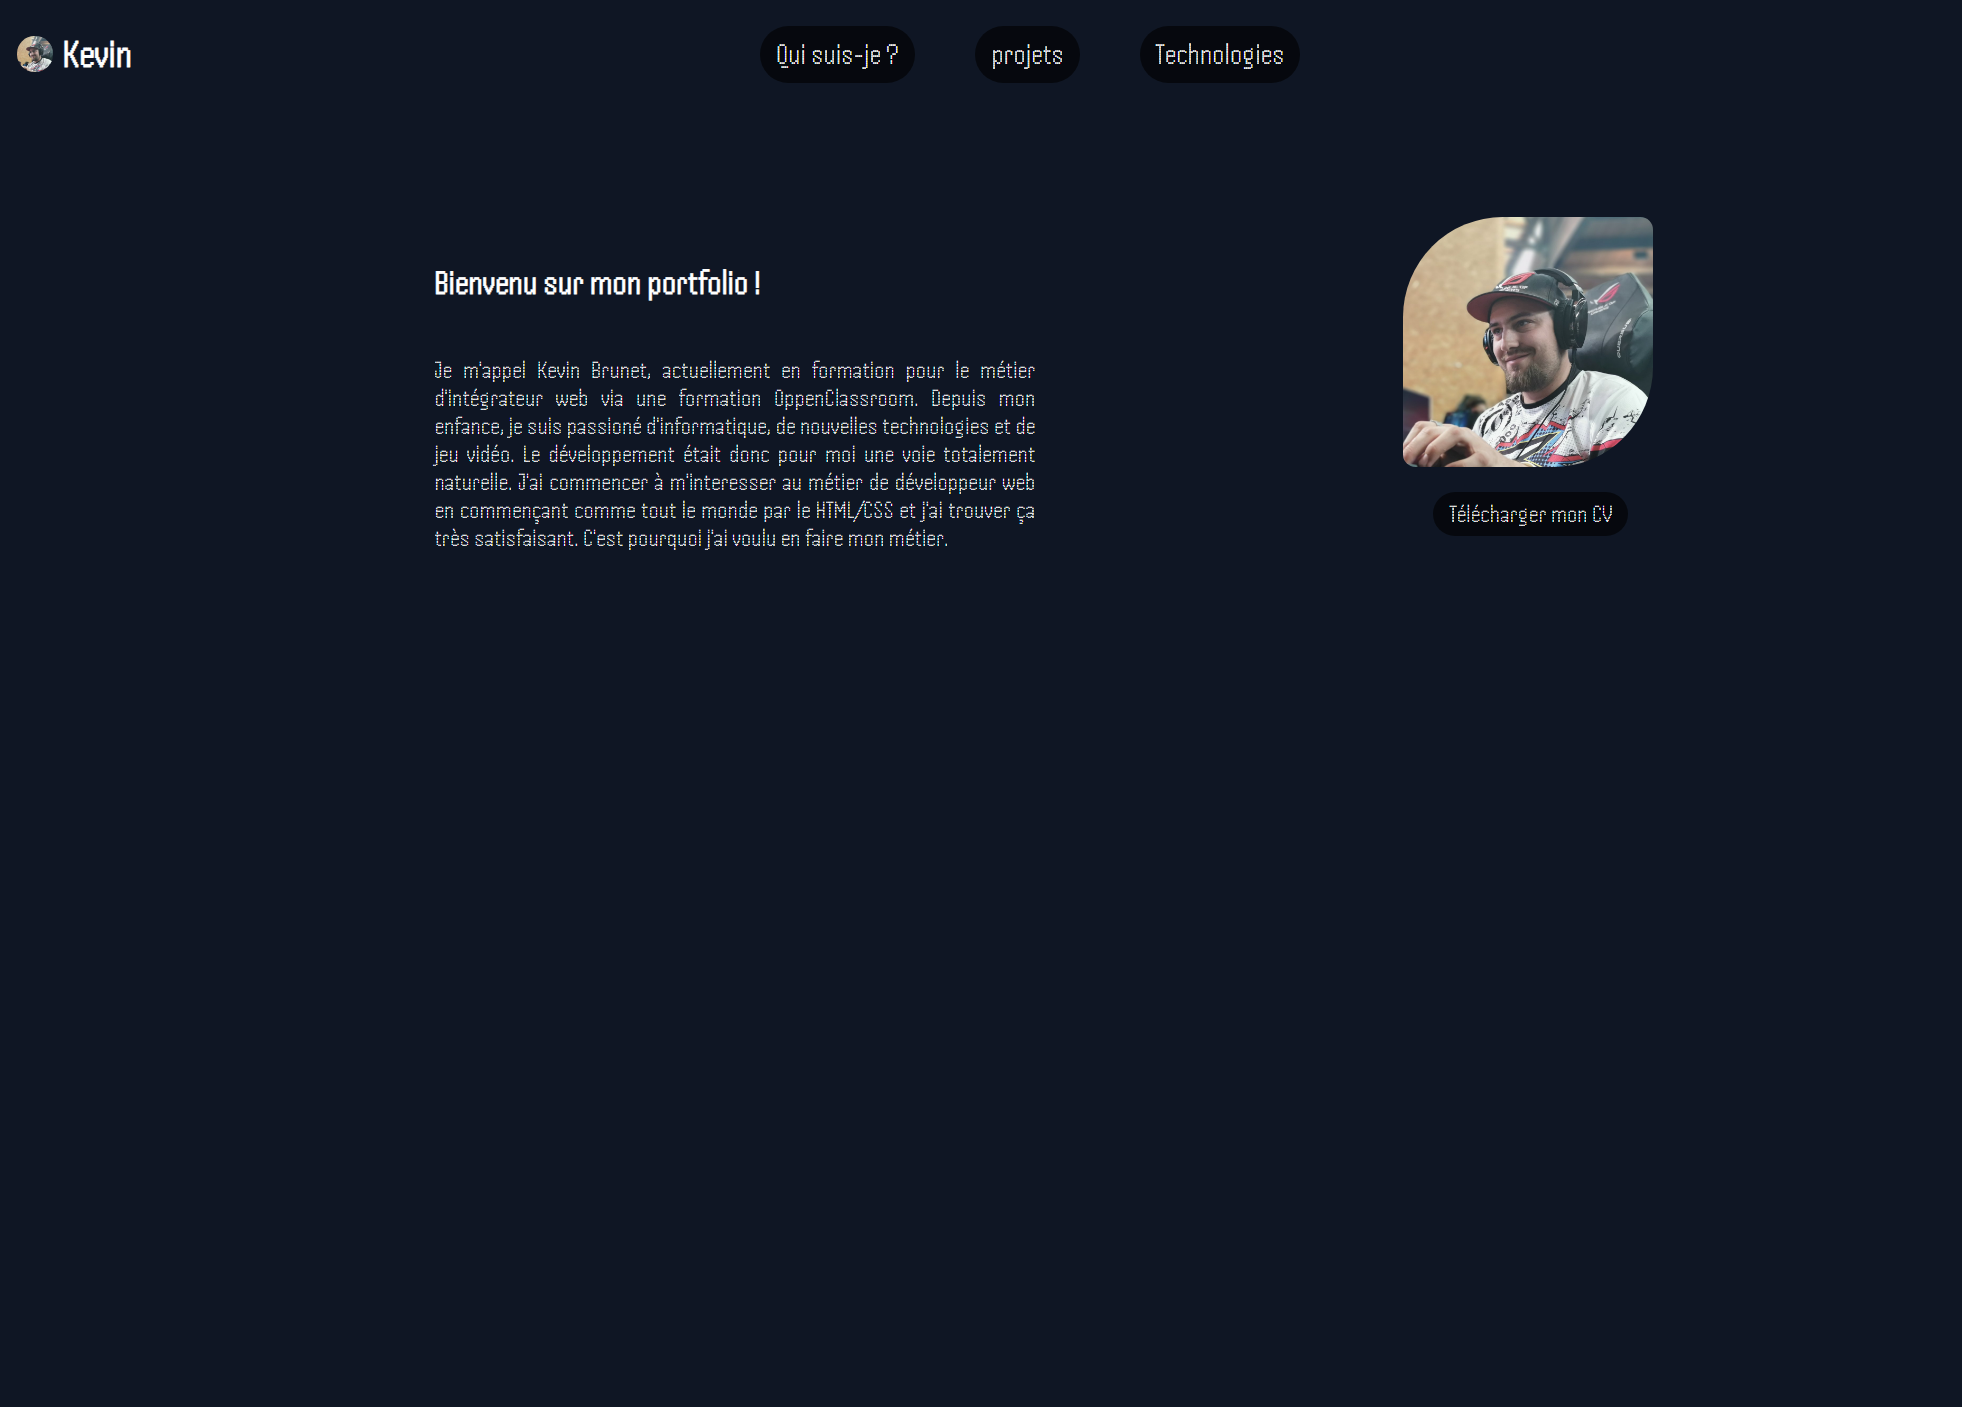 Kevin
Qui suis-je ?
projets
Technologies
Bienvenu sur mon portfolio !
Je m'appel Kevin Brunet, actuellement en formation pour le métier
d'intégrateur web via une formation OppenClassroom. Depuis mon
enfance, je suis passioné d'informatique, de nouvelles technologies et de
jeu vidéo. Le développement était donc pour moi une voie totalement
naturelle. J'ai commencer à m'interesser au métier de développeur web
en commençant comme tout le monde par le HTML/CSS et j'ai trouver ça
très satisfaisant. C'est pourquoi j'ai voulu en faire mon métier.
Télécharger mon CV